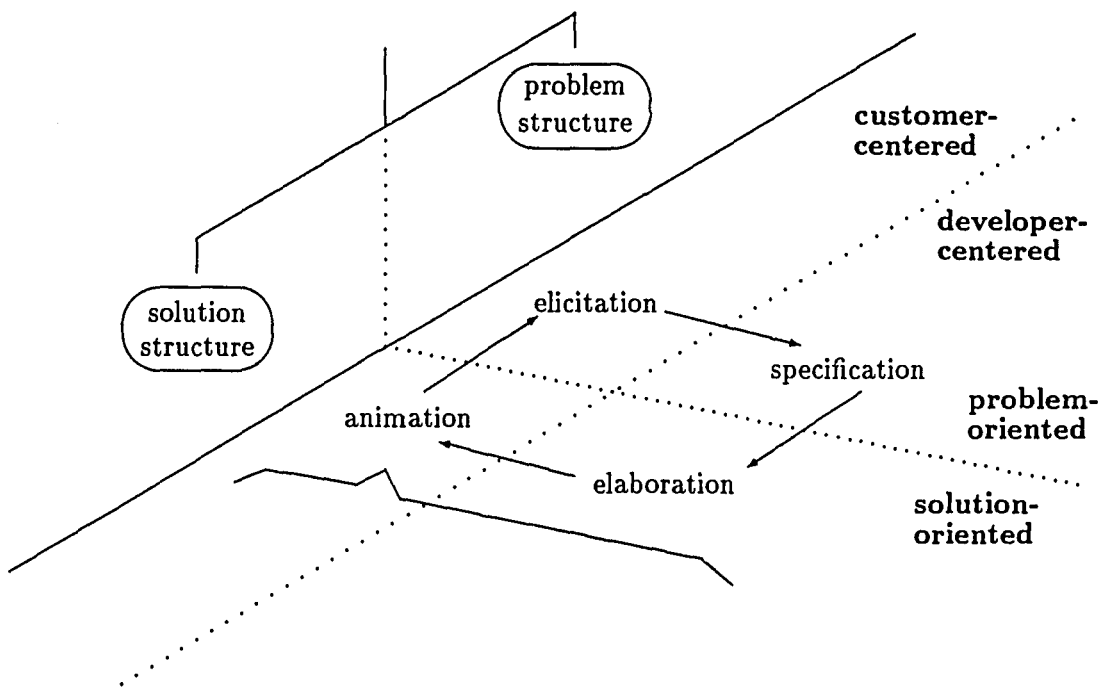 problem
structure
customer-
centered
developer-
centered
solution
structure
elicitation
specification
animation
problem-
oriented
elaboration
solution-
oriented